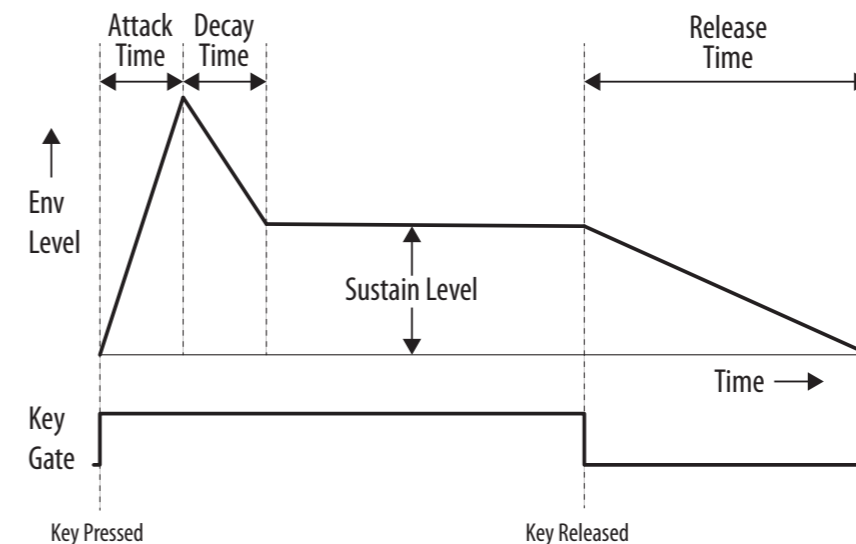 Attack
Time
Decay
Time
Release
Time
Env
Level
Sustain Level
Time
Key
Gate
Key Pressed
Key Released